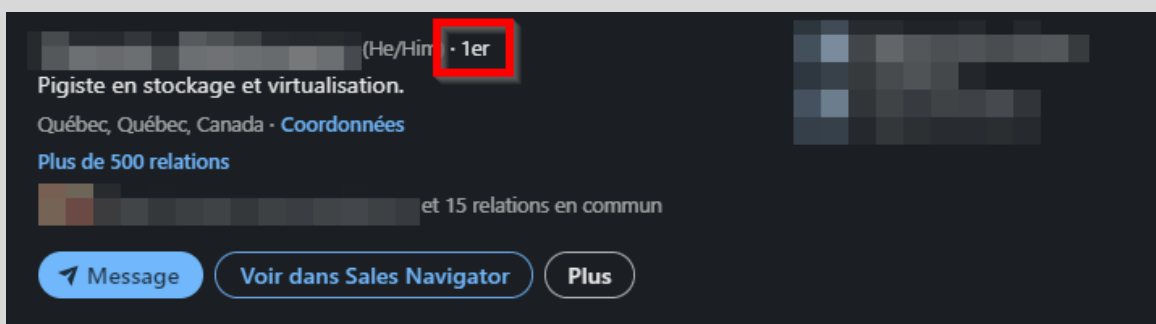 (He/Him) · 1er
Pigiste en stockage et virtualisation.
Québec, Québec, Canada · Coordonnées
Plus de 500 relations
et 15 relations en commun
Message
Voir dans Sales Navigator
Plus